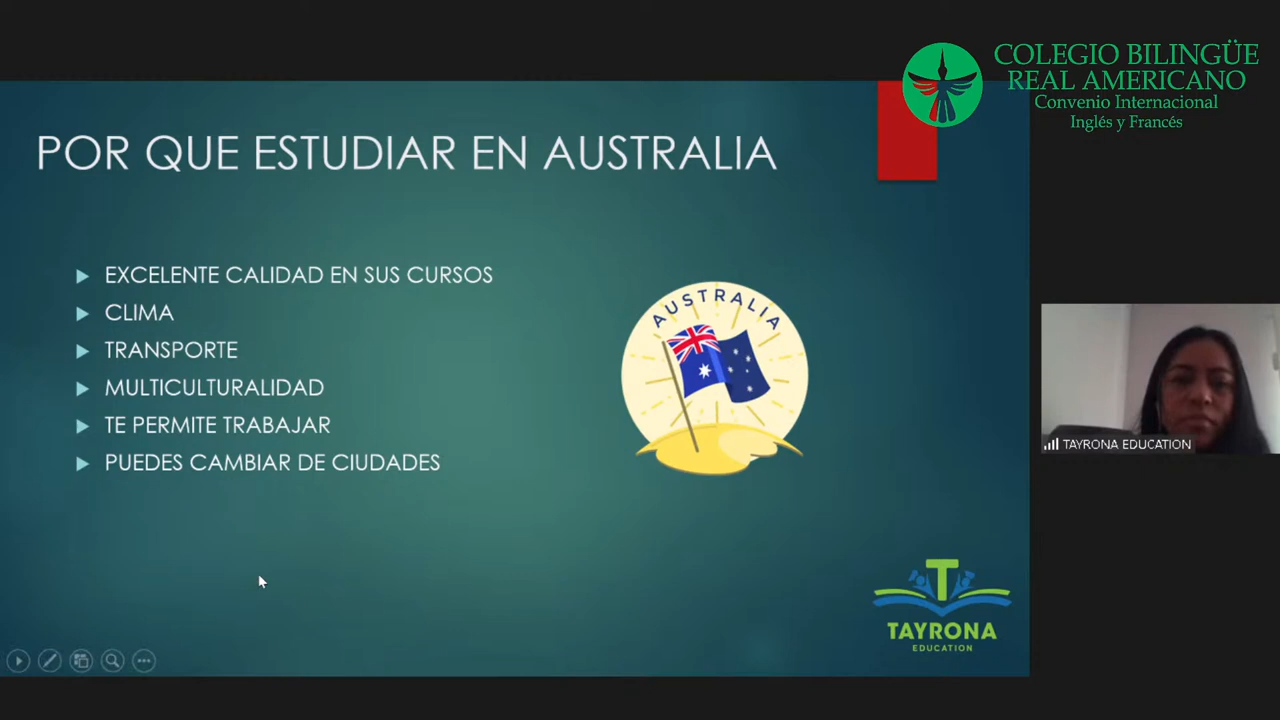 COLEGIO BILINGÜE
REAL AMERICANO
Convenio Internacional
Inglés y Francés
POR QUE ESTUDIAR EN AUSTRALIA
EXCELENTE CALIDAD EN SUS CURSOS
CLIMA
TRANSPORTE
MULTICULTURALIDAD
TE PERMITE TRABAJAR
PUEDES CAMBIAR DE CIUDADES
AUSTRALIA
TAYRONA EDUCATION
TAYRONA
EDUCATION